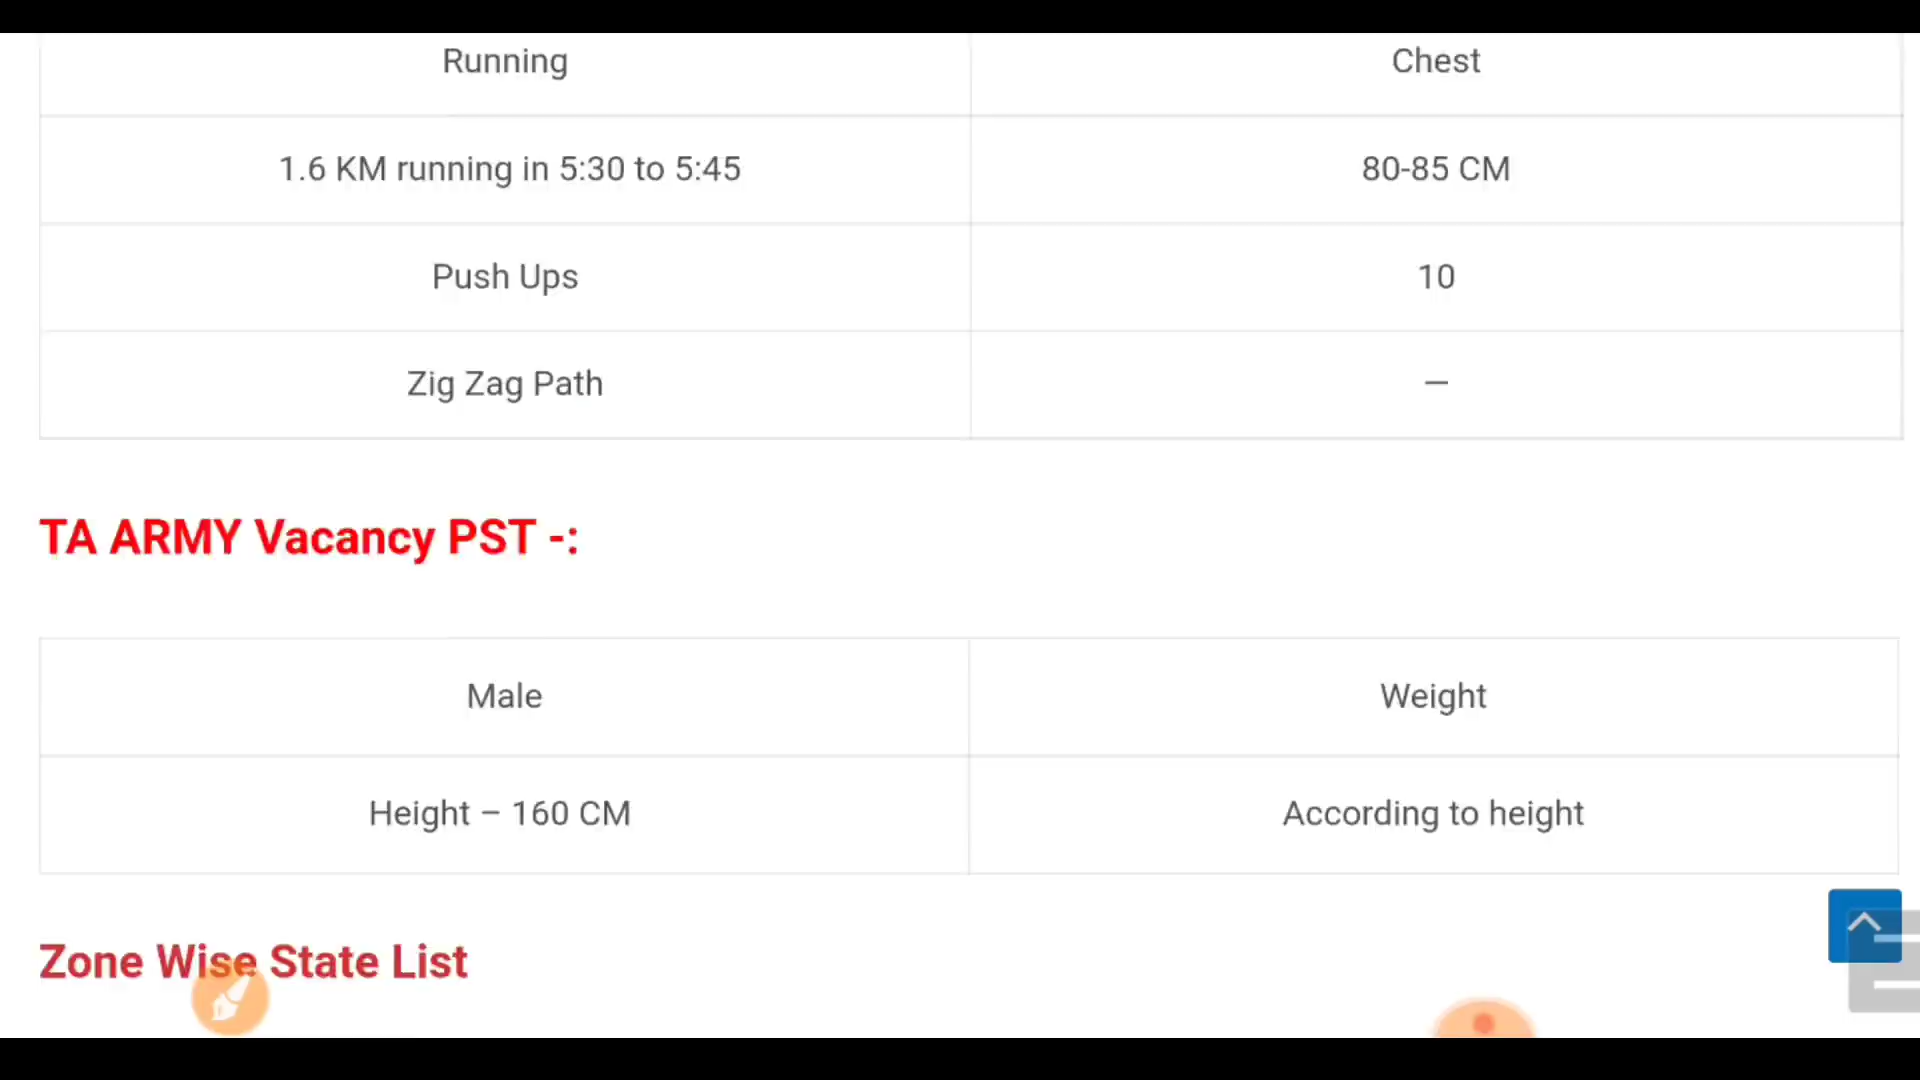 Running Chest
1.6 KM running in 5:30 to 5:45 80-85 CM
Push Ups 10
Zig Zag Path –
TA ARMY Vacancy PST -:
Male Weight
Height – 160 CM According to height
Zone Wise State List